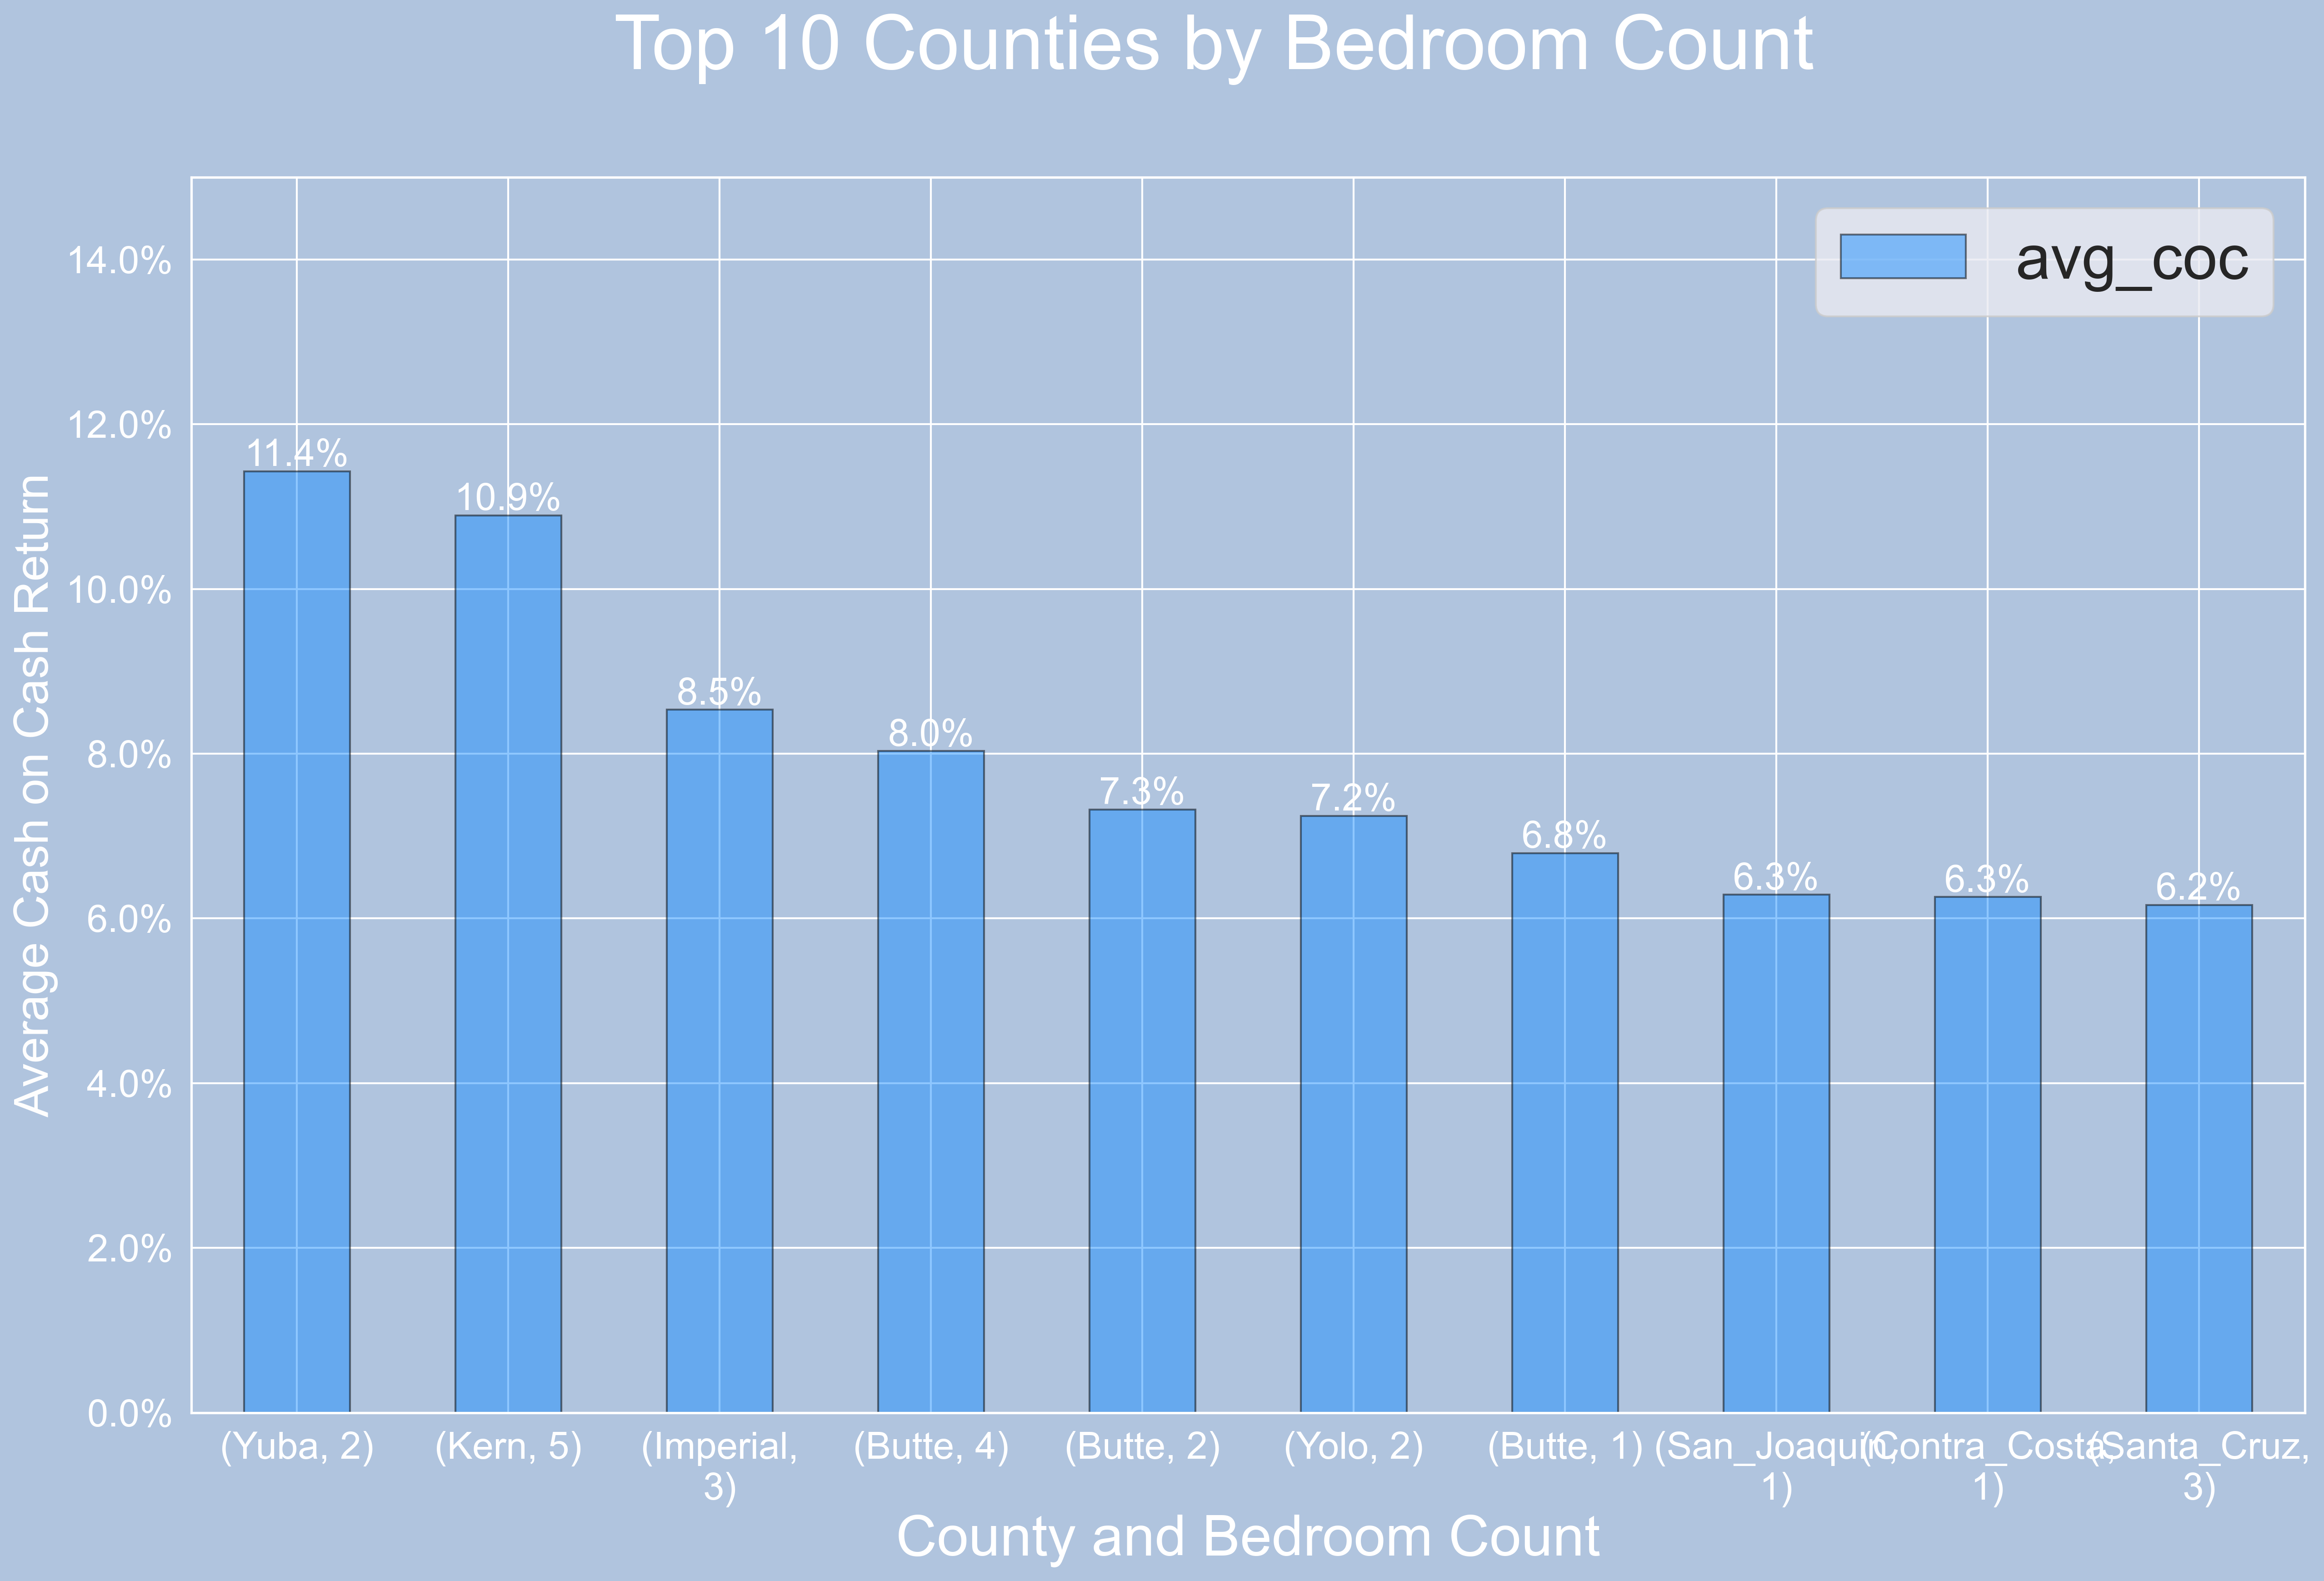 Top 10 Counties by Bedroom Count
avg_coc
Average Cash on Cash Return
14.0%
12.0%
10.0%
8.0%
6.0%
4.0%
2.0%
0.0%
11.4%
10.9%
8.5%
8.0%
7.3%
7.2%
6.8%
6.3%
6.3%
6.2%
(Yuba, 2)
(Kern, 5)
(Imperial,
3)
(Butte, 4)
(Butte, 2)
(Yolo, 2)
(Butte, 1)
(San_Joaquin,
1)
(Contra_Costa,
1)
(Santa_Cruz,
3)
County and Bedroom Count